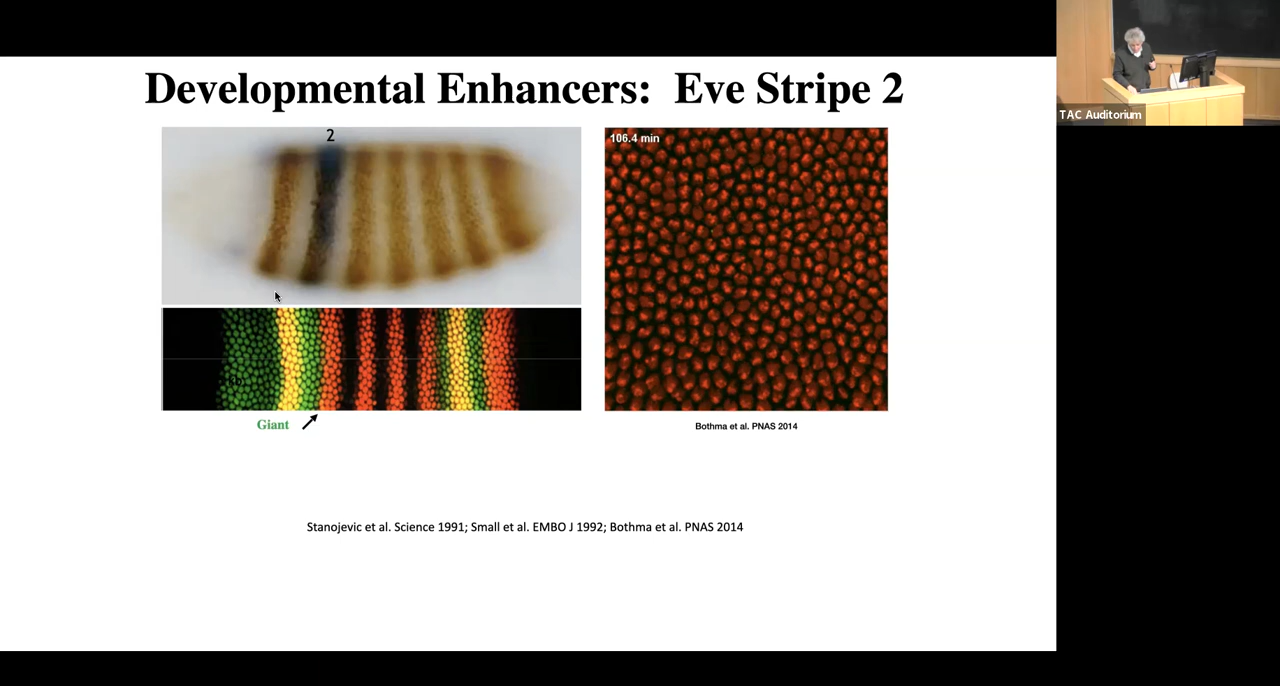 Developmental Enhancers: Eve Stripe 2
2
106.4 min
Giant
Bothma et al. PNAS 2014
Stanojevic et al. Science 1991; Small et al. EMBO J 1992; Bothma et al. PNAS 2014
TAC Auditorium